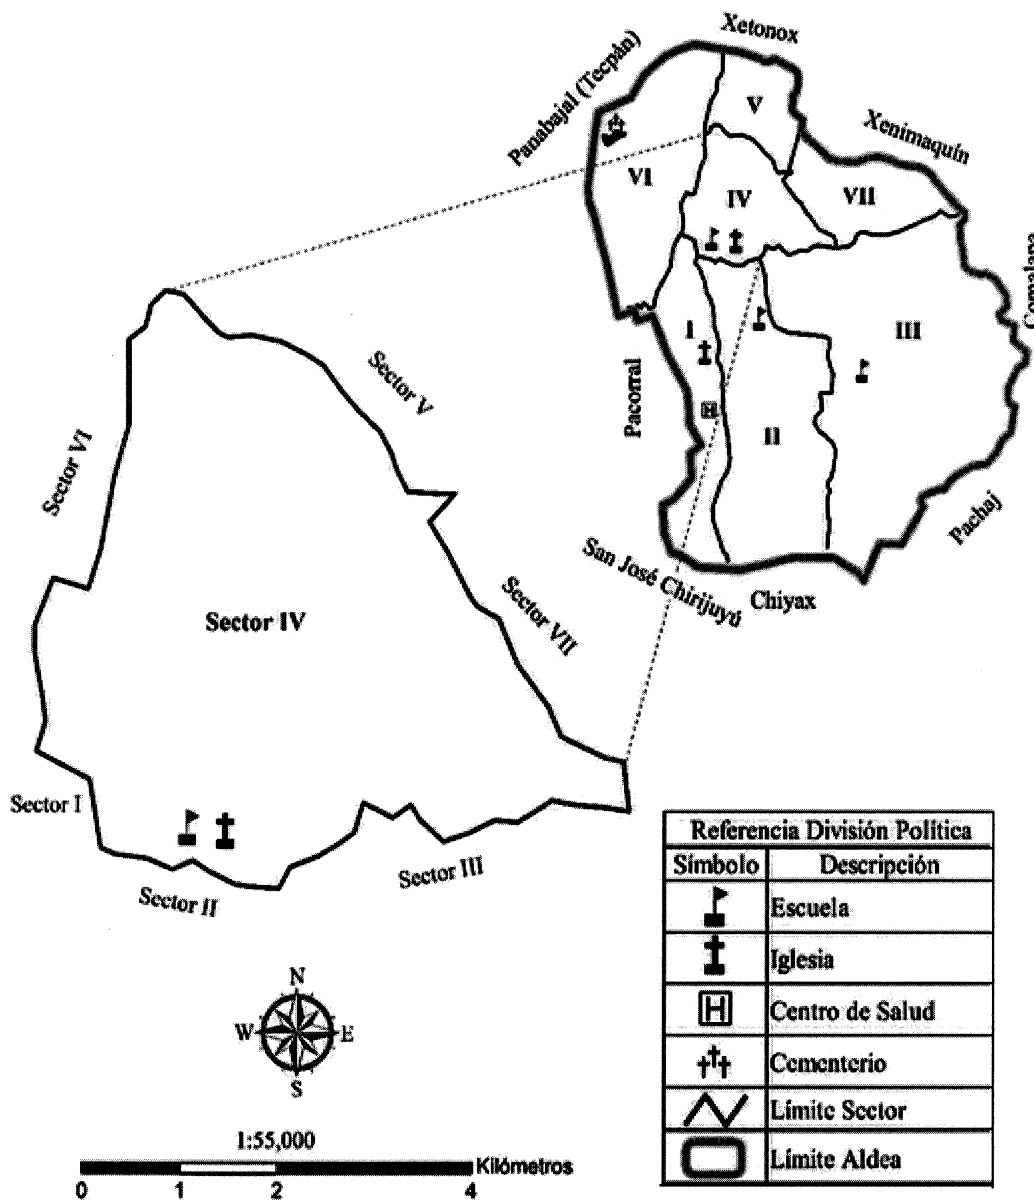 Xetonox
Panabajal (Tecpán)
Xenimaquín
V
VI
IV
VII
Comalapa
I
III
Pacorral
II
Pachaj
San José Chirijuyú
Chiyax
Sector V
Sector VI
Sector VII
Sector IV
Sector I
Sector III
Sector II
N
W E
S
1:55,000
Kilómetros
0 1 2 4
Referencia División Política
Símbolo Descripción
Escuela
Iglesia
H Centro de Salud
Cementerio
Límite Sector
Límite Aldea
H